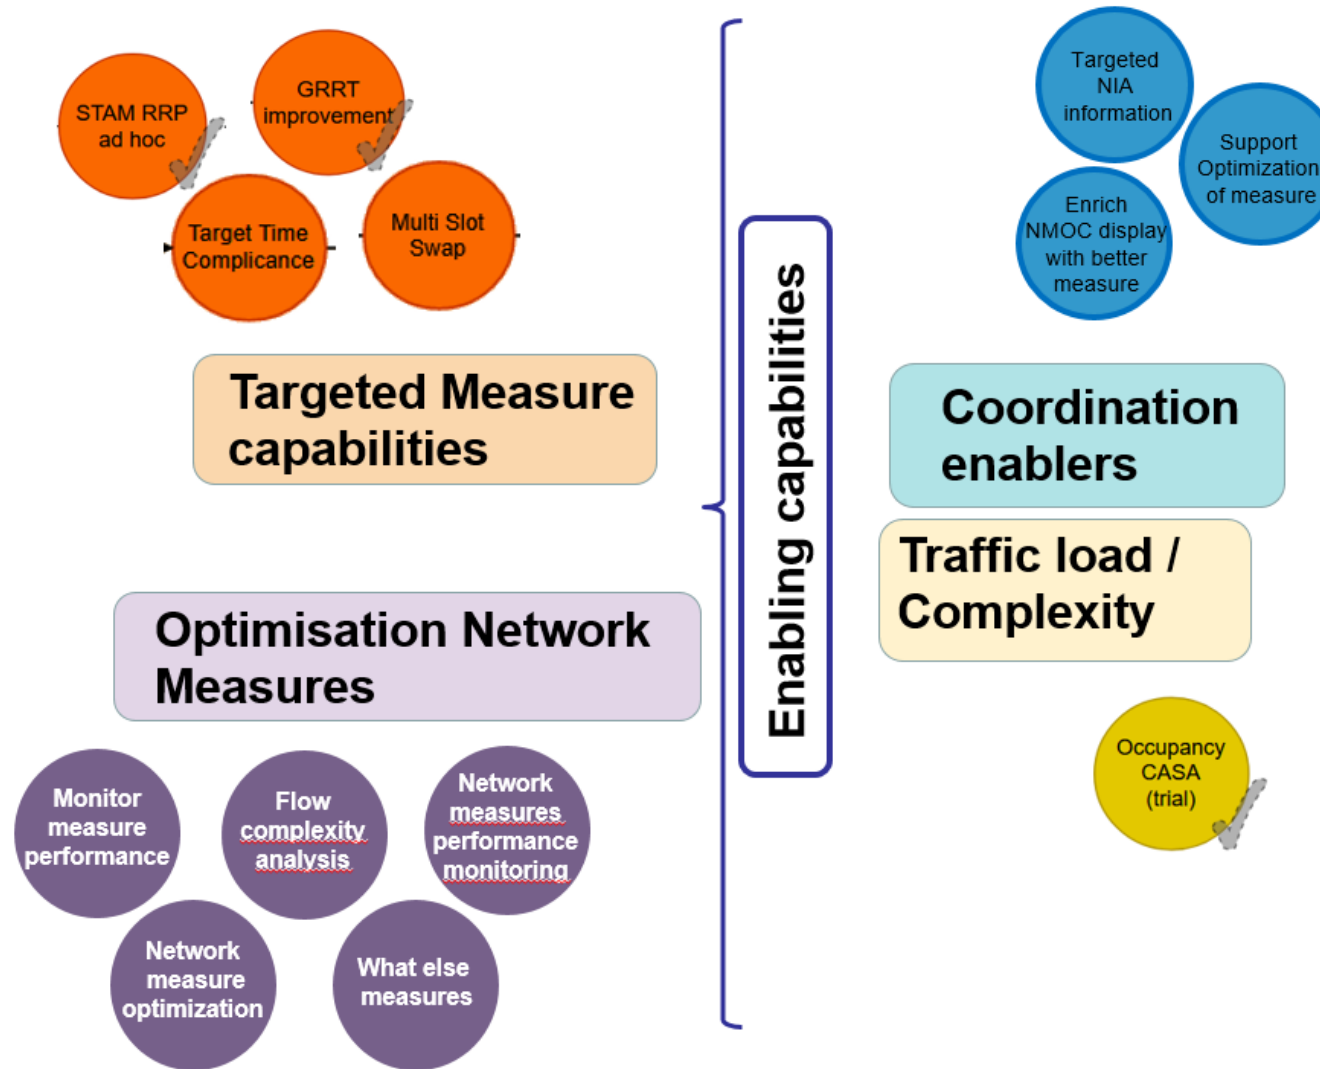 STAM RRP
ad hoc
GRRT
improvement
Target Time
Complicance
Multi Slot
Swap
Targeted Measure
capabilities
Optimisation Network
Measures
Monitor
measure
performance
Flow
complexity
analysis
Network
measures
performance
monitoring
Network
measure
optimization
What else
measures
Enabling capabilities
Targeted
NIA
information
Support
Optimization
of measure
Enrich
NMOC display
with better
measure
Coordination
enablers
Traffic load /
Complexity
Occupancy
CASA
(trial)